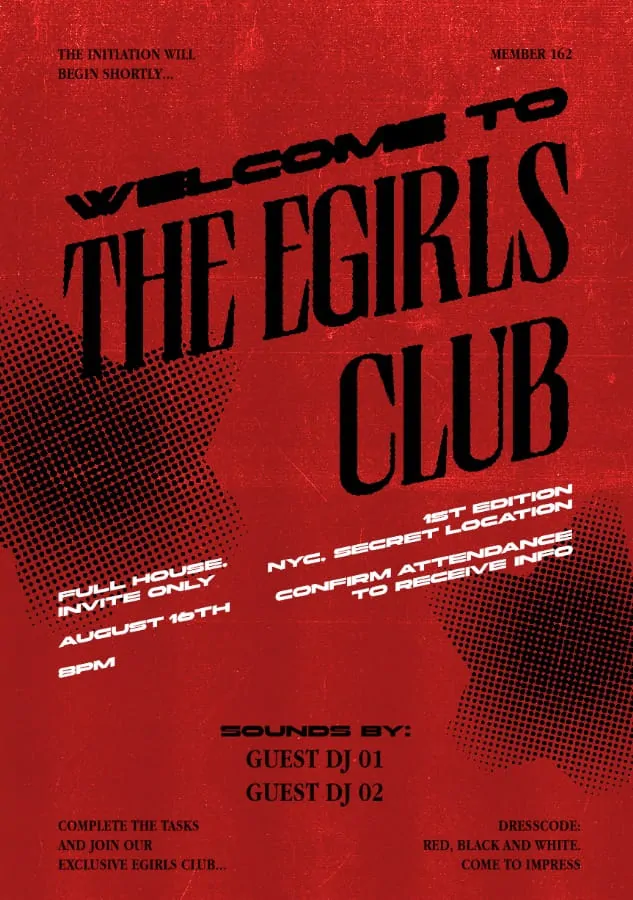 THE INITIATION WILL
BEGIN SHORTLY...
MEMBER 162
WELCOME TO
THE EGIRLS
CLUB
1ST EDITION
NYC. SECRET LOCATION
CONFIRM ATTENDANCE
TO RECEIVE INFO
FULL HOUSE.
INVITE ONLY
AUGUST 16TH
8PM
SOUNDS BY:
GUEST DJ 01
GUEST DJ 02
COMPLETE THE TASKS
AND JOIN OUR
EXCLUSIVE EGIRLS CLUB...
DRESSCODE:
RED, BLACK AND WHITE.
COME TO IMPRESS